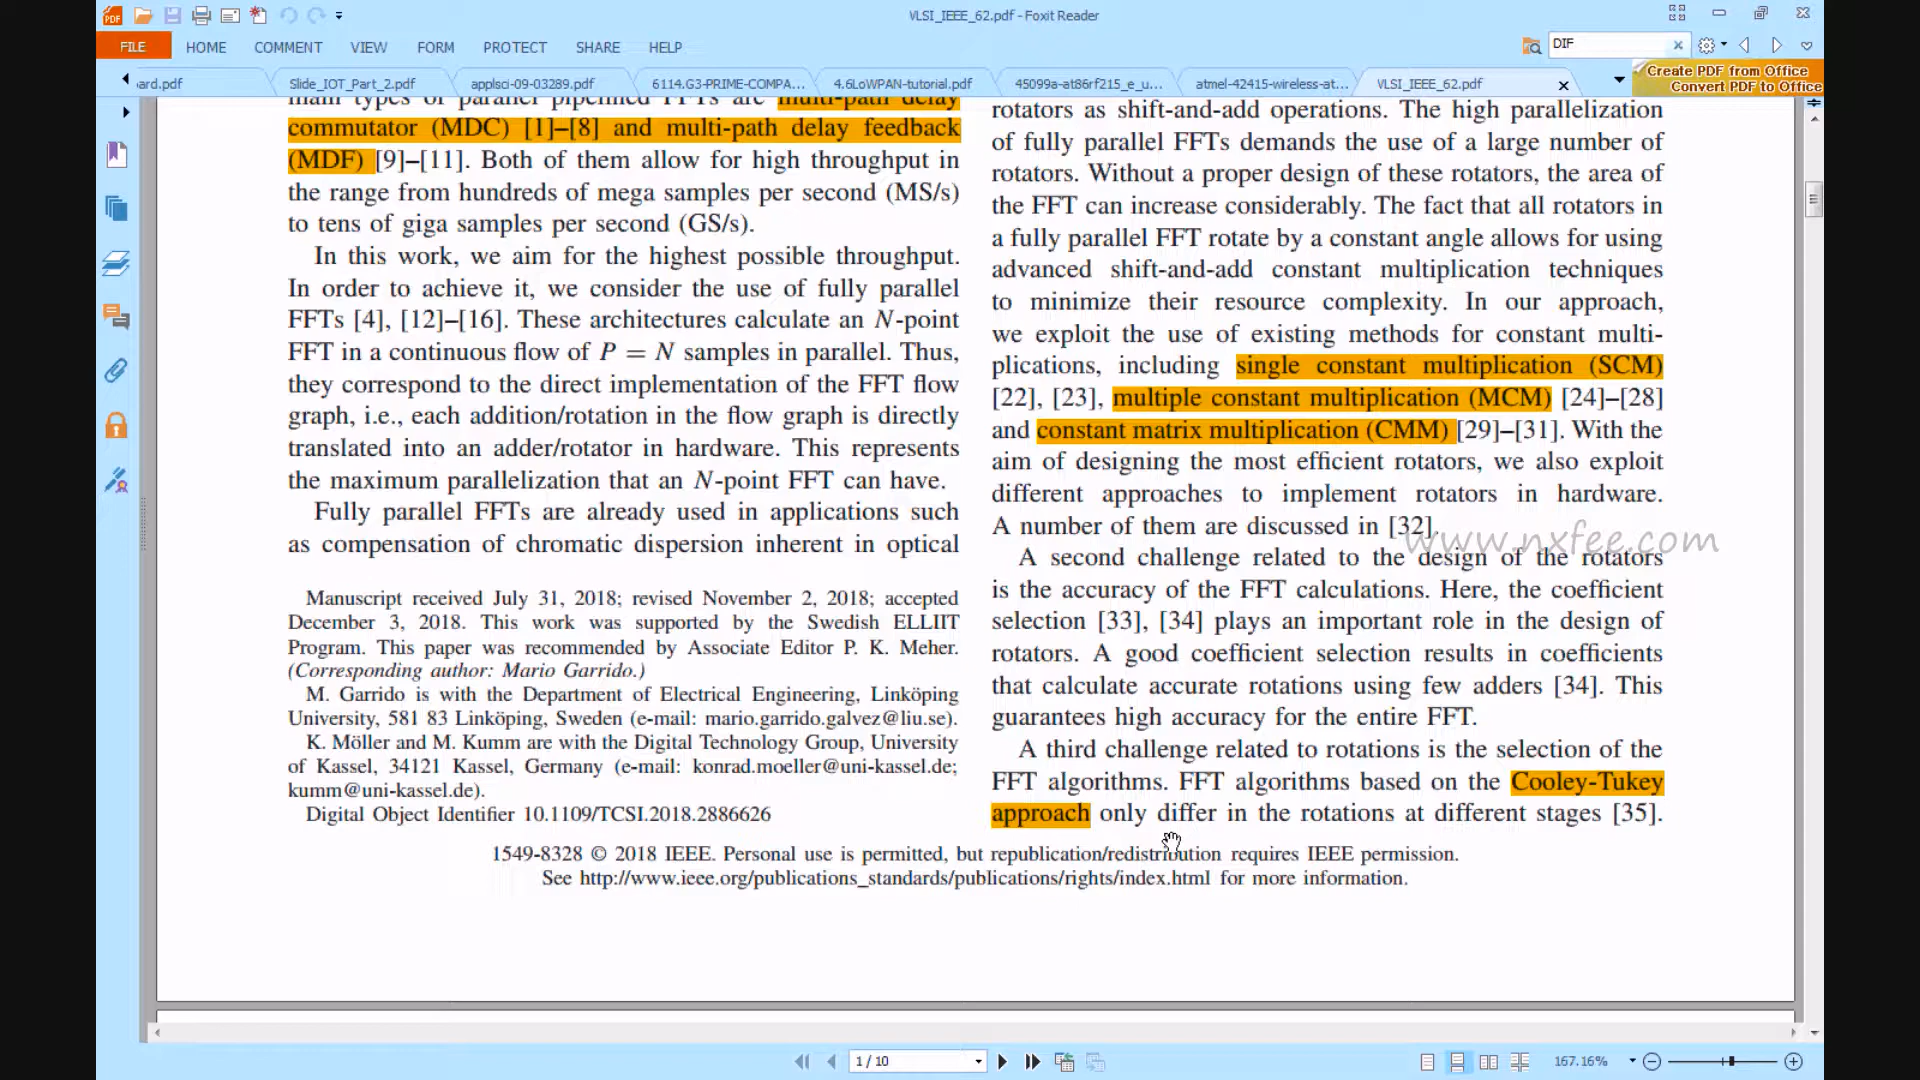 VLSI_IEEE_62.pdf - Foxit Reader
FILE HOME COMMENT VIEW FORM PROTECT SHARE HELP
DIF
ard.pdf Slide_IOT_Part_2.pdf applsci-09-03289.pdf 6114.G3-PRIME-COMPA... 4.6LoWPAN-tutorial.pdf 45099a-at86rf215_e_u... atmel-42415-wireless-at... VLSI_IEEE_62.pdf
Create PDF from Office
Convert PDF to Office
main types of parallel pipelined FFTs are multi-path delay
commutator (MDC) [1]–[8] and multi-path delay feedback
(MDF) [9]–[11]. Both of them allow for high throughput in
the range from hundreds of mega samples per second (MS/s)
to tens of giga samples per second (GS/s).
In this work, we aim for the highest possible throughput.
In order to achieve it, we consider the use of fully parallel
FFTs [4], [12]–[16]. These architectures calculate an N-point
FFT in a continuous flow of P = N samples in parallel. Thus,
they correspond to the direct implementation of the FFT flow
graph, i.e., each addition/rotation in the flow graph is directly
translated into an adder/rotator in hardware. This represents
the maximum parallelization that an N-point FFT can have.
Fully parallel FFTs are already used in applications such
as compensation of chromatic dispersion inherent in optical
Manuscript received July 31, 2018; revised November 2, 2018; accepted
December 3, 2018. This work was supported by the Swedish ELLIIT
Program. This paper was recommended by Associate Editor P. K. Meher.
(Corresponding author: Mario Garrido.)
M. Garrido is with the Department of Electrical Engineering, Linköping
University, 581 83 Linköping, Sweden (e-mail: mario.garrido.galvez@liu.se).
K. Möller and M. Kumm are with the Digital Technology Group, University
of Kassel, 34121 Kassel, Germany (e-mail: konrad.moeller@uni-kassel.de;
kumm@uni-kassel.de).
Digital Object Identifier 10.1109/TCSI.2018.2886626
rotators as shift-and-add operations. The high parallelization
of fully parallel FFTs demands the use of a large number of
rotators. Without a proper design of these rotators, the area of
the FFT can increase considerably. The fact that all rotators in
a fully parallel FFT rotate by a constant angle allows for using
advanced shift-and-add constant multiplication techniques
to minimize their resource complexity. In our approach,
we exploit the use of existing methods for constant multi-
plications, including single constant multiplication (SCM)
[22], [23], multiple constant multiplication (MCM) [24]–[28]
and constant matrix multiplication (CMM) [29]–[31]. With the
aim of designing the most efficient rotators, we also exploit
different approaches to implement rotators in hardware.
A number of them are discussed in [32].
www.nxfee.com
A second challenge related to the design of the rotators
is the accuracy of the FFT calculations. Here, the coefficient
selection [33], [34] plays an important role in the design of
rotators. A good coefficient selection results in coefficients
that calculate accurate rotations using few adders [34]. This
guarantees high accuracy for the entire FFT.
A third challenge related to rotations is the selection of the
FFT algorithms. FFT algorithms based on the Cooley-Tukey
approach only differ in the rotations at different stages [35].
1549-8328 © 2018 IEEE. Personal use is permitted, but republication/redistribution requires IEEE permission.
See http://www.ieee.org/publications_standards/publications/rights/index.html for more information.
1 / 10
167.16%